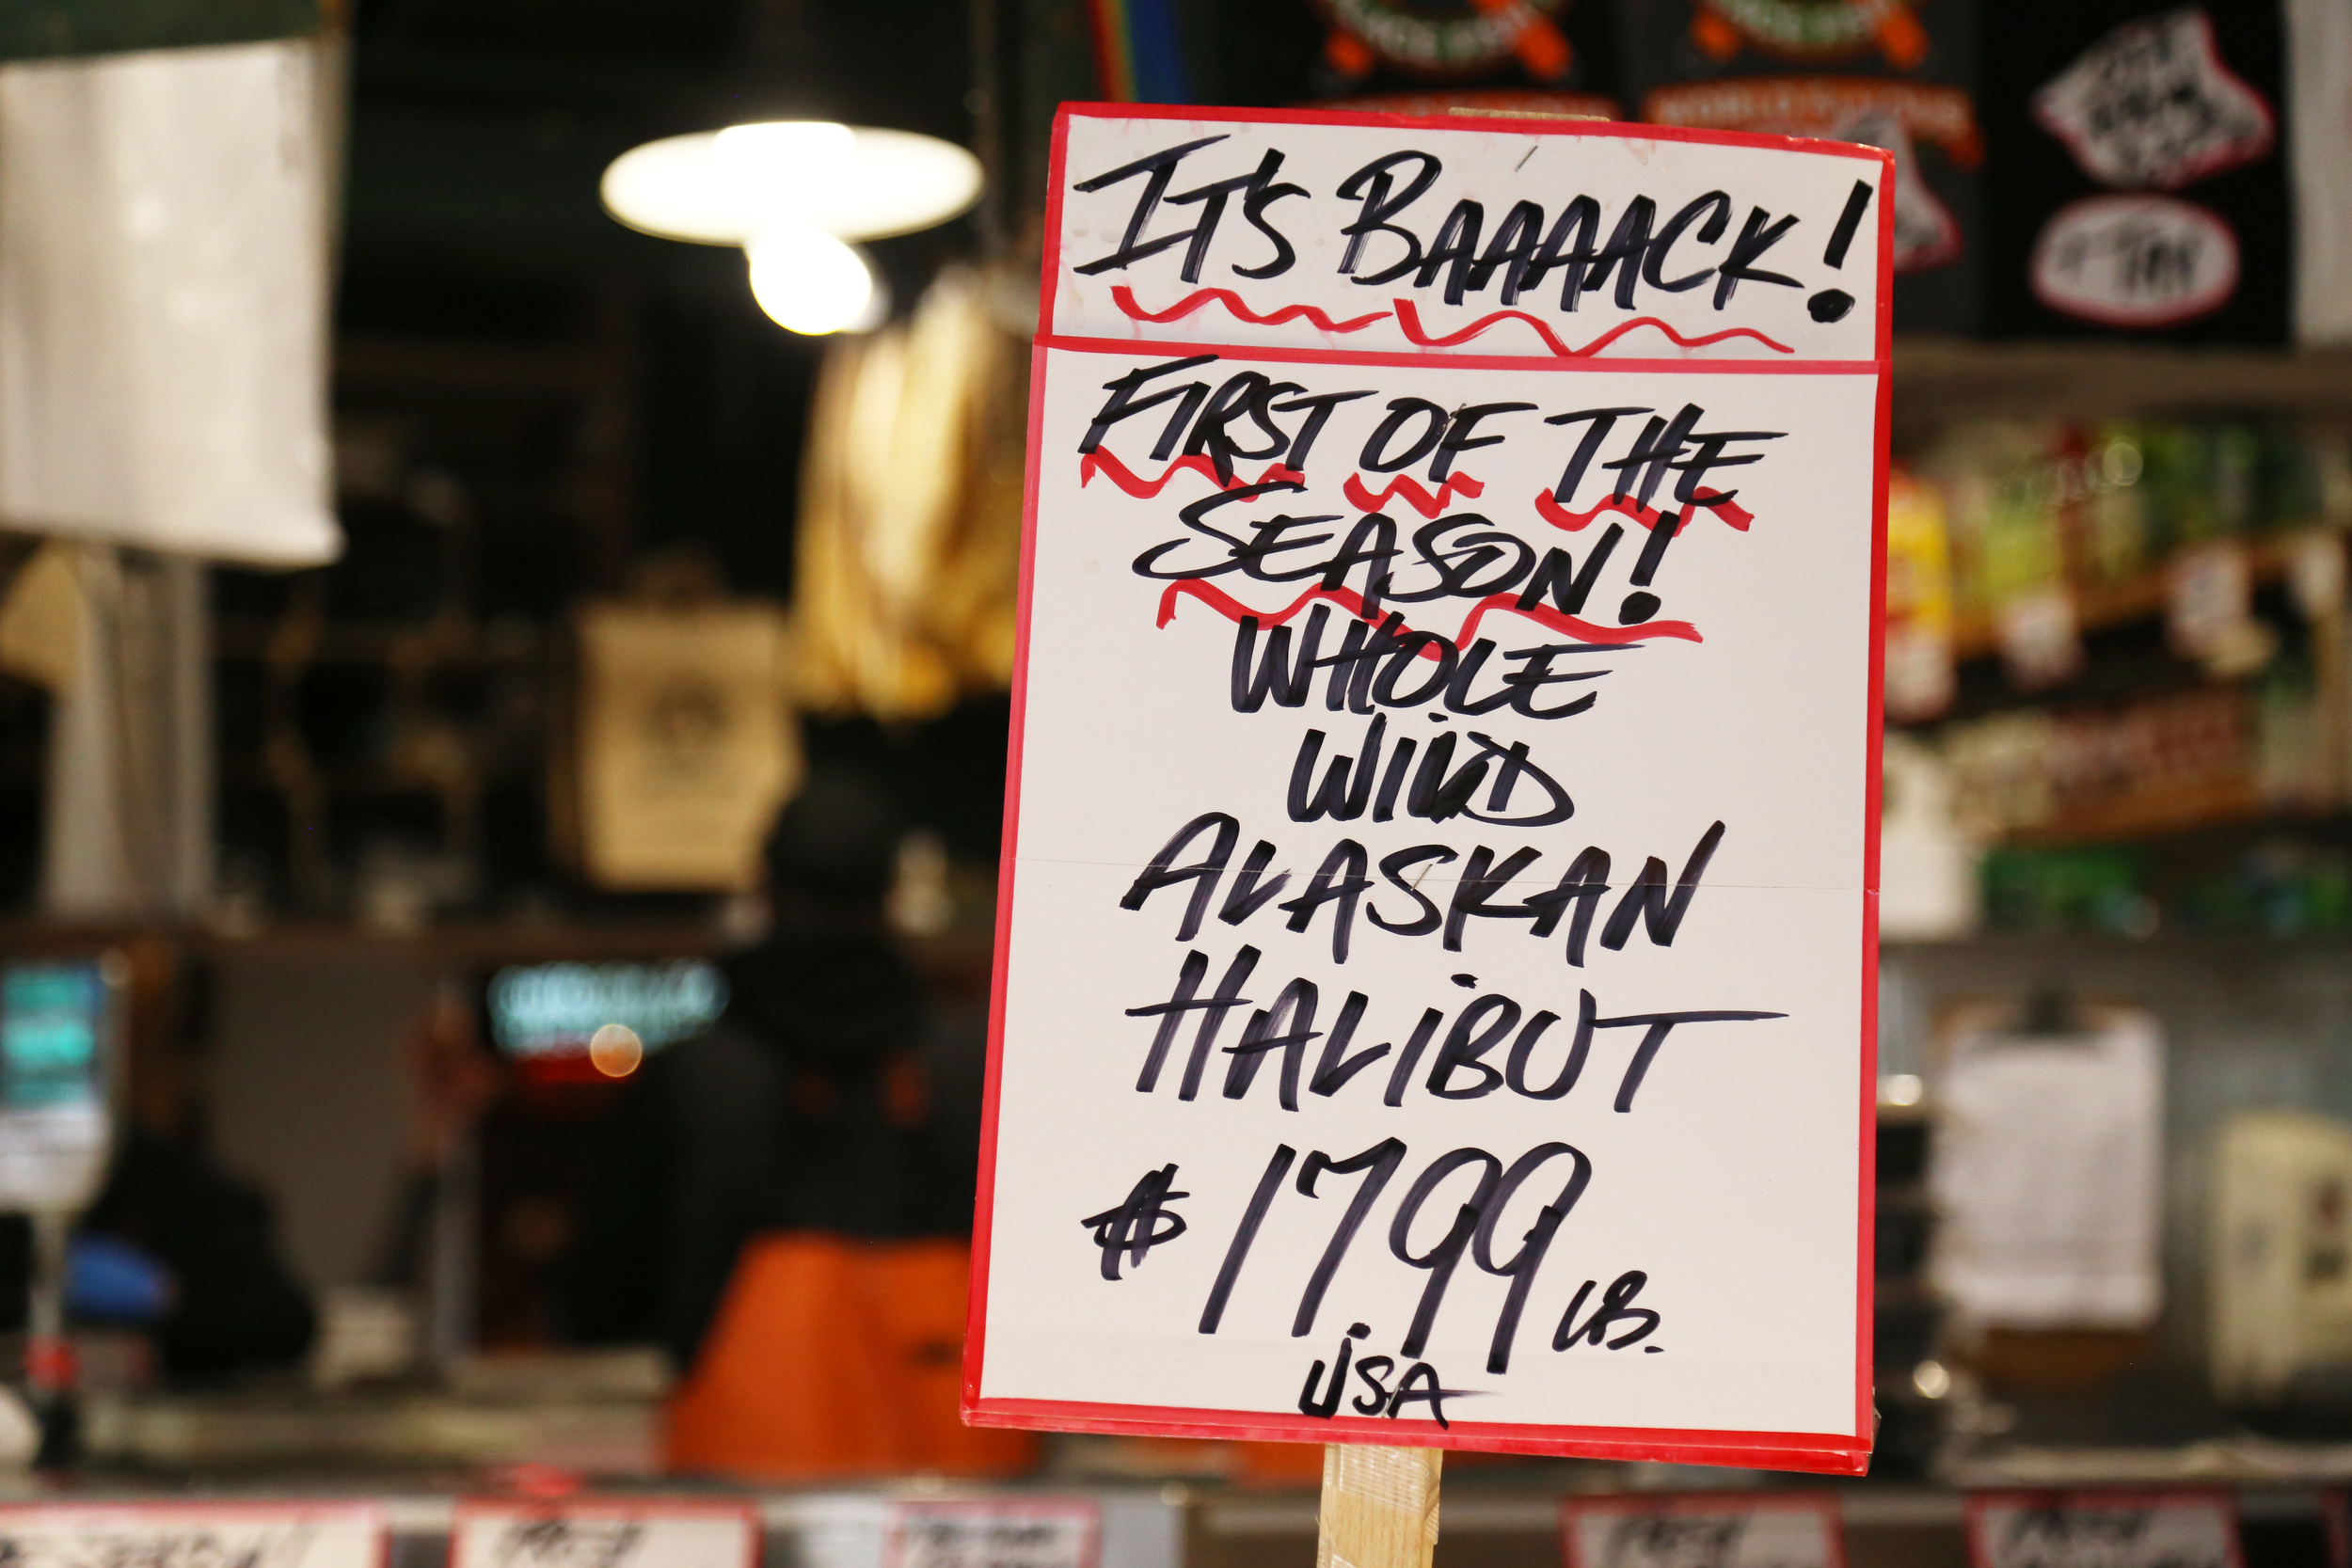 IT'S BAAAACK!
FIRST OF THE
SEASON!
WHOLE
WILD
ALASKAN
HALIBUT
$1799 LB.
USA